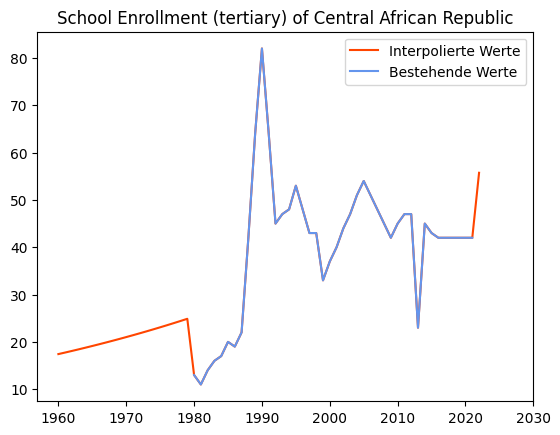 School Enrollment (tertiary) of Central African Republic
Interpolierte Werte
Bestehende Werte
80
70
60
50
40
30
20
10
1960 1970 1980 1990 2000 2010 2020 2030